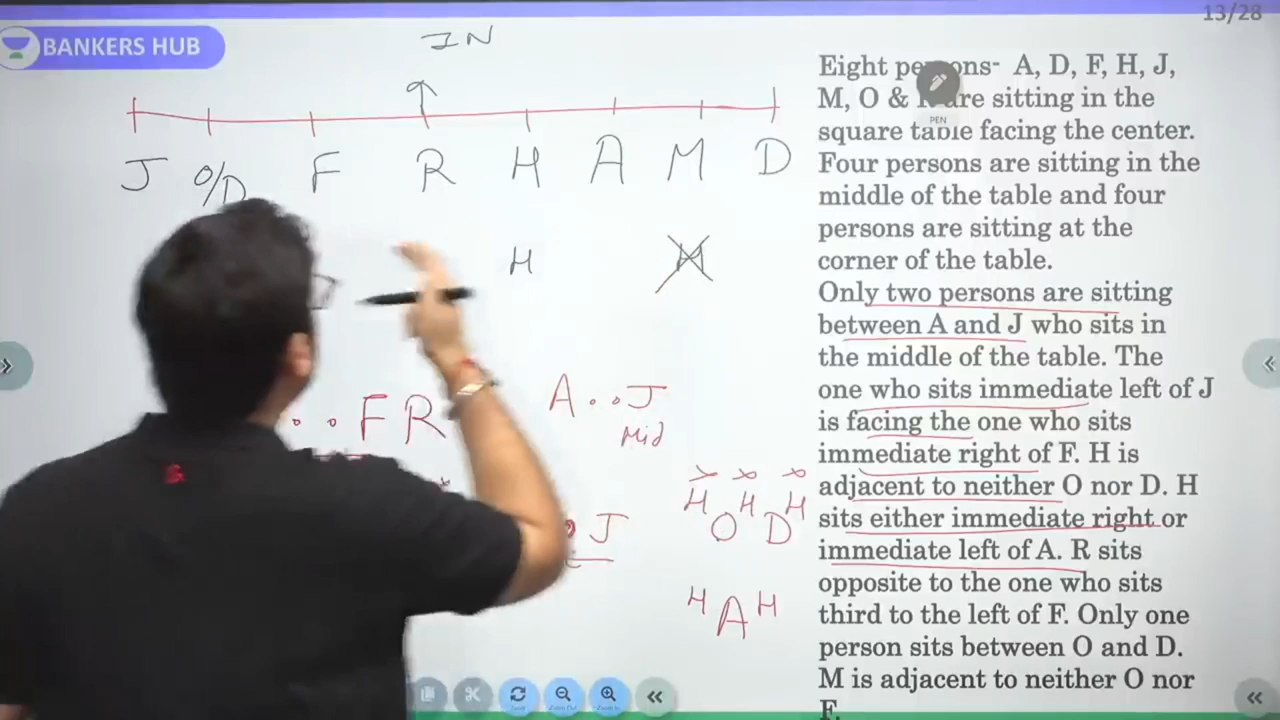 13/28
BANKERS HUB
IN
J O/D F R H A M D
H M
PEN
Eight persons- A, D, F, H, J,
M, O & R are sitting in the
square table facing the center.
Four persons are sitting in the
middle of the table and four
persons are sitting at the
corner of the table.
Only two persons are sitting
between A and J who sits in
the middle of the table. The
one who sits immediate left of J
is facing the one who sits
immediate right of F. H is
adjacent to neither O nor D. H
sits either immediate right or
immediate left of A. R sits
opposite to the one who sits
third to the left of F. Only one
person sits between O and D.
M is adjacent to neither O nor
F.
. . F R
A . . J
Mid
H H H
O D
J
H A H
Zoom Out
Zoom In